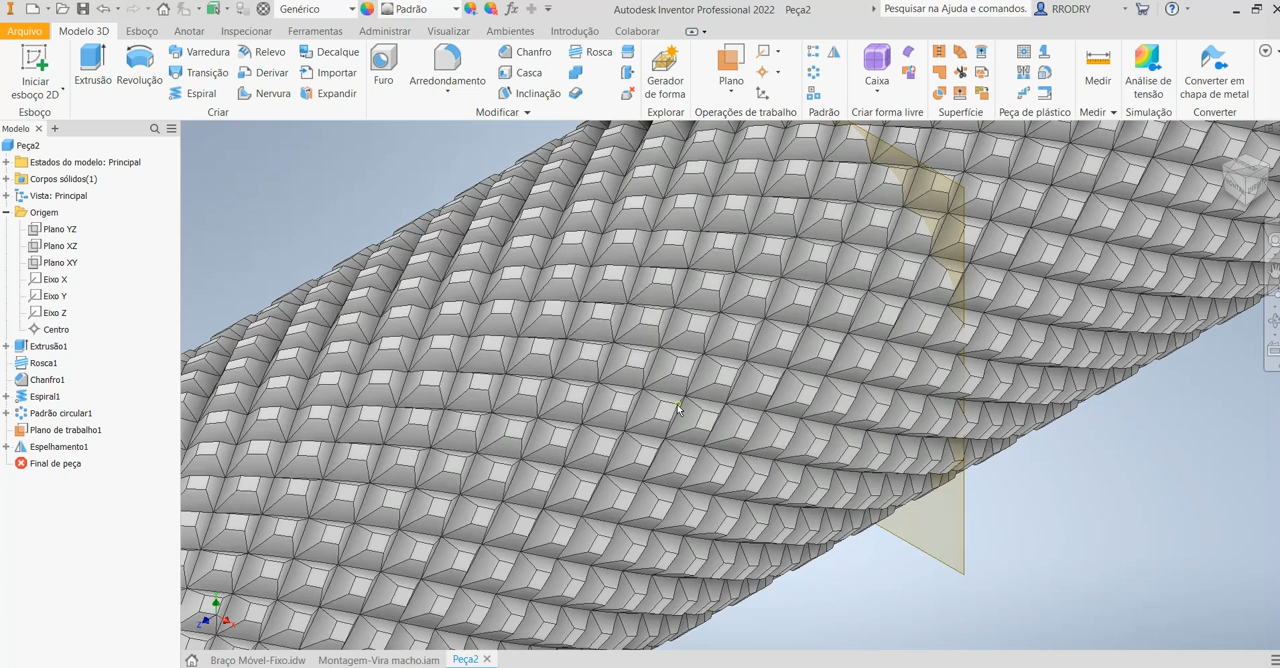 Genérico
Padrão
Autodesk Inventor Professional 2022 Peça2
Pesquisar na Ajuda e comandos.
RRODRY
Arquivo Modelo 3D Esboço Anotar Inspecionar Ferramentas Administrar Visualizar Ambientes Introdução Colaborar
Iniciar
esboço 2D
Esboço
Extrusão
Revolução
Varredura
Transição
Espiral
Relevo
Derivar
Nervura
Decalque
Importar
Expandir
Criar
Furo
Arredondamento
Chanfro
Casca
Inclinação
Rosca
Modificar
Gerador
de forma
Explorar
Plano
Operações de trabalho
Padrão
Caixa
Criar forma livre
Superfície
Peça de plástico
Medir
Medir
Análise de
tensão
Simulação
Converter em
chapa de metal
Converter
Modelo
Peça2
Estados do modelo: Principal
Corpos sólidos(1)
Vista: Principal
Origem
Plano YZ
Plano XZ
Plano XY
Eixo X
Eixo Y
Eixo Z
Centro
Extrusão1
Rosca1
Chanfro1
Espiral1
Padrão circular1
Plano de trabalho1
Espelhamento1
Final de peça
Braço Móvel-Fixo.idw Montagem-Vira macho.iam Peça2